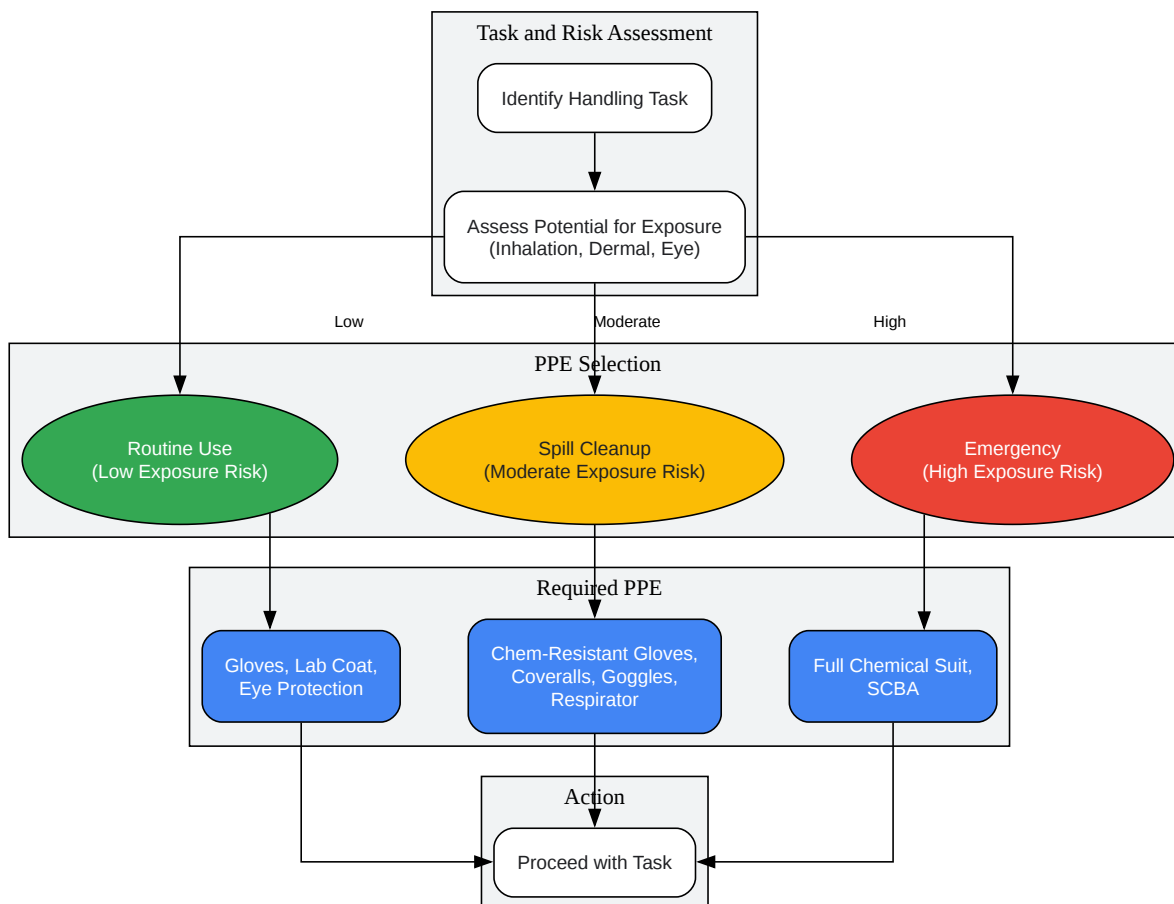 Task and Risk Assessment
Identify Handling Task
Assess Potential for Exposure
(Inhalation, Dermal, Eye)
Low
Moderate
High
PPE Selection
Routine Use
(Low Exposure Risk)
Spill Cleanup
(Moderate Exposure Risk)
Emergency
(High Exposure Risk)
Required PPE
Gloves, Lab Coat,
Eye Protection
Chem-Resistant Gloves,
Coveralls, Goggles,
Respirator
Full Chemical Suit,
SCBA
Action
Proceed with Task